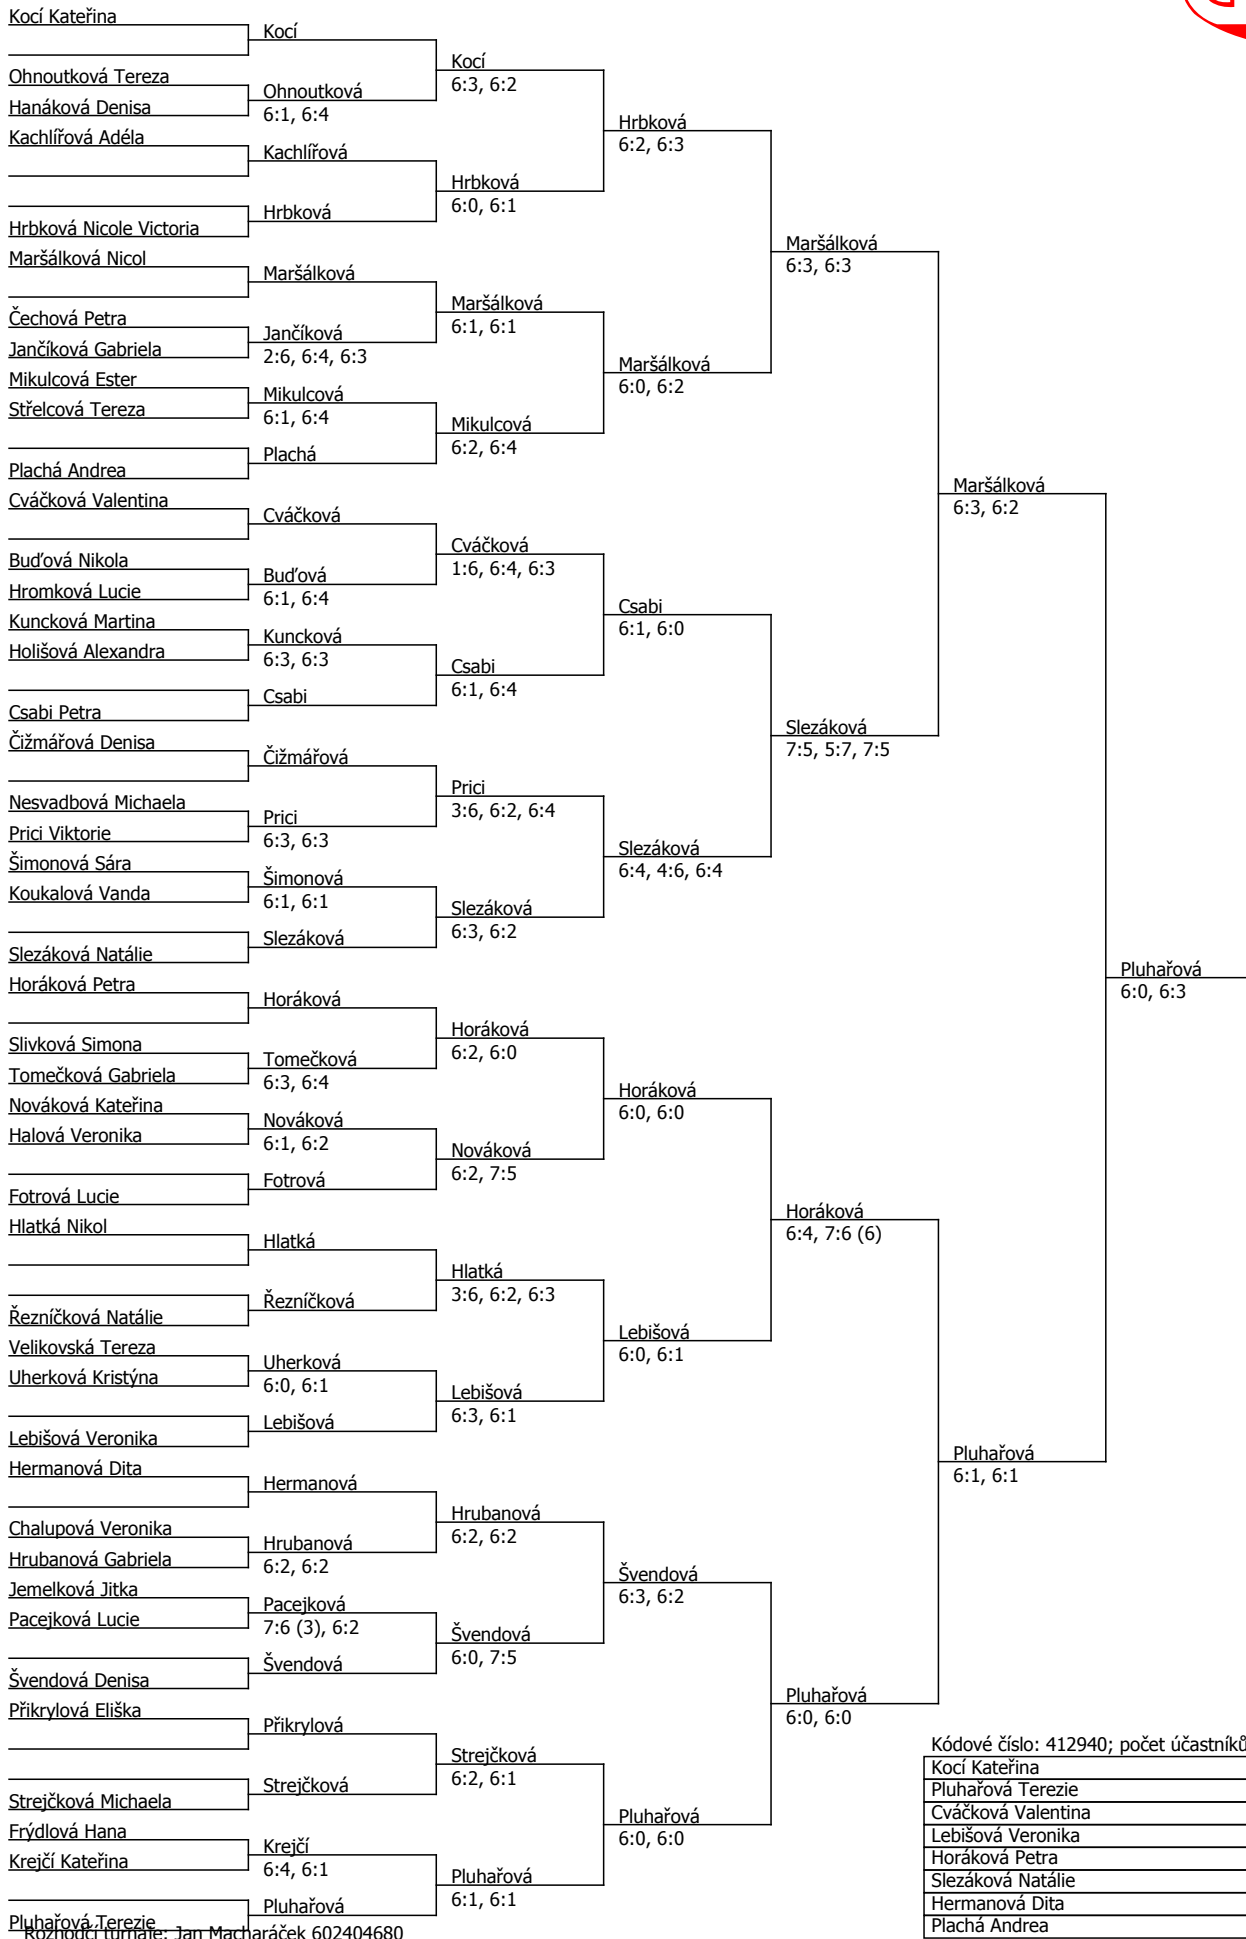 Kocí Kateřina
Kocí
Kocí
6:3, 6:2
Ohnoutková Tereza
Hanáková Denisa
Ohnoutková
6:1, 6:4
Hrbková
6:2, 6:3
Kachlířová Adéla
Kachlířová
Hrbková
6:0, 6:1
Hrbková
Hrbková Nicole Victoria
Maršálková
6:3, 6:3
Maršálková Nicol
Maršálková
Maršálková
6:1, 6:1
Čechová Petra
Jančíková Gabriela
Jančíková
2:6, 6:4, 6:3
Maršálková
6:0, 6:2
Mikulcová Ester
Střelcová Tereza
Mikulcová
6:1, 6:4
Mikulcová
6:2, 6:4
Plachá
Plachá Andrea
Maršálková
6:3, 6:2
Cváčková Valentina
Cváčková
Cváčková
1:6, 6:4, 6:3
Buďová Nikola
Hromková Lucie
Buďová
6:1, 6:4
Csabi
6:1, 6:0
Kuncková Martina
Holišová Alexandra
Kuncková
6:3, 6:3
Csabi
6:1, 6:4
Csabi
Csabi Petra
Slezáková
7:5, 5:7, 7:5
Čižmářová Denisa
Čižmářová
Prici
3:6, 6:2, 6:4
Nesvadbová Michaela
Prici Viktorie
Prici
6:3, 6:3
Slezáková
6:4, 4:6, 6:4
Šimonová Sára
Koukalová Vanda
Šimonová
6:1, 6:1
Slezáková
6:3, 6:2
Slezáková
Slezáková Natálie
Pluhařová
6:0, 6:3
Horáková Petra
Horáková
Horáková
6:2, 6:0
Slivková Simona
Tomečková Gabriela
Tomečková
6:3, 6:4
Horáková
6:0, 6:0
Nováková Kateřina
Halová Veronika
Nováková
6:1, 6:2
Nováková
6:2, 7:5
Fotrová
Fotrová Lucie
Horáková
6:4, 7:6 (6)
Hlatká Nikol
Hlatká
Hlatká
3:6, 6:2, 6:3
Řezníčková
Řezníčková Natálie
Lebišová
6:0, 6:1
Velikovská Tereza
Uherková Kristýna
Uherková
6:0, 6:1
Lebišová
6:3, 6:1
Lebišová
Lebišová Veronika
Pluhařová
6:1, 6:1
Hermanová Dita
Hermanová
Hrubanová
6:2, 6:2
Chalupová Veronika
Hrubanová Gabriela
Hrubanová
6:2, 6:2
Švendová
6:3, 6:2
Jemelková Jitka
Pacejková Lucie
Pacejková
7:6 (3), 6:2
Švendová
6:0, 7:5
Švendová
Švendová Denisa
Pluhařová
6:0, 6:0
Přikrylová Eliška
Přikrylová
Strejčková
6:2, 6:1
Strejčková
Strejčková Michaela
Pluhařová
6:0, 6:0
Frýdlová Hana
Krejčí Kateřina
Krejčí
6:4, 6:1
Pluhařová
6:1, 6:1
Pluhařová
Pluhařová Terezie
Rozhodčí turnaje: Jan Macharáček 602404680
Kódové číslo: 412940; počet účastníků
Kocí Kateřina
Pluhařová Terezie
Cváčková Valentina
Lebišová Veronika
Horáková Petra
Slezáková Natálie
Hermanová Dita
Plachá Andrea